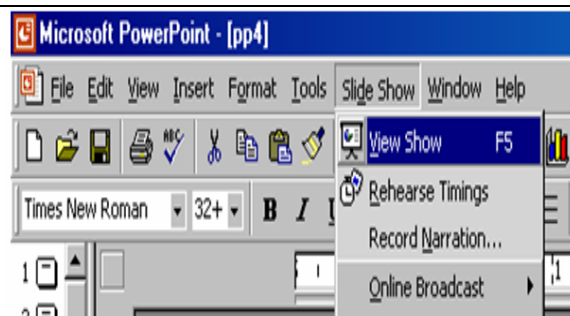 Microsoft PowerPoint - [pp4]
File Edit View Insert Format Tools Slide Show Window Help
View Show F5
Rehearse Timings
Times New Roman 32+ B I
Record Narration...
1
Online Broadcast